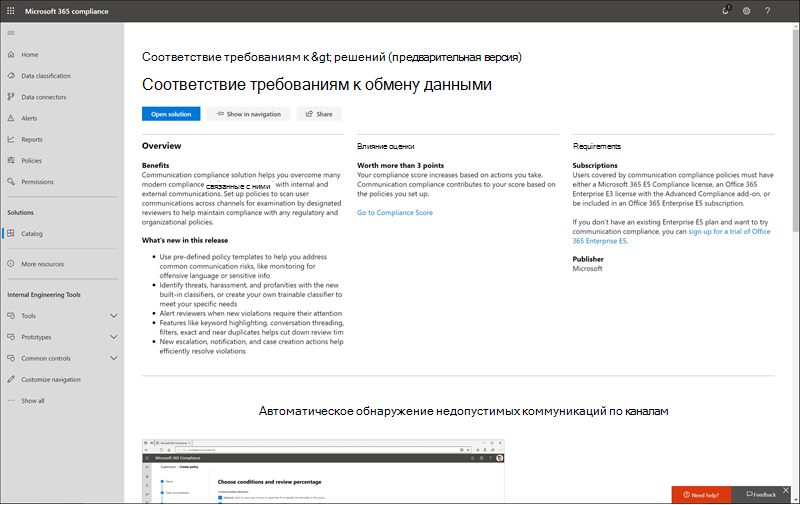 Microsoft 365 compliance
1
?
Home
Data classification
Data connectors
Alerts
Reports
Policies
Permissions
Solutions
Catalog
More resources
Internal Engineering Tools
Tools
Prototypes
Common controls
Customize navigation
Show all
Соответствие требованиям к &gt; решений (предварительная версия)
Соответствие требованиям к обмену данными
Open solution
Show in navigation
Share
Overview
Benefits
Communication compliance solution helps you overcome many
modern compliance связанные с ними with internal and
external communications. Set up policies to scan user
communications across channels for examination by designated
reviewers to help maintain compliance with any regulatory and
organizational policies.
What's new in this release
• Use pre-defined policy templates to help you address
common communication risks, like monitoring for
offensive language or sensitive info
• Identify threats, harassment, and profanities with the new
built-in classifiers, or create your own trainable classifier to
meet your specific needs
• Alert reviewers when new violations require their attention
• Features like keyword highlighting, conversation threading,
filters, exact and near duplicates helps cut down review tim
• New escalation, notification, and case creation actions help
efficiently resolve violations
Влияние оценки
Worth more than 3 points
Your compliance score increases based on actions you take.
Communication compliance contributes to your score based on
the policies you set up.
Go to Compliance Score
Requirements
Subscriptions
Users covered by communication compliance policies must have
either a Microsoft 365 E5 Compliance license, an Office 365
Enterprise E3 license with the Advanced Compliance add-on, or
be included in an Office 365 Enterprise E5 subscription.
If you don't have an existing Enterprise E5 plan and want to try
communication compliance, you can sign up for a trial of Office
365 Enterprise E5.
Publisher
Microsoft
Автоматическое обнаружение недопустимых коммуникаций по каналам
Microsoft 365 Compliance
Supervision > Create policy
Choose conditions and review percentage
Need help?
Feedback